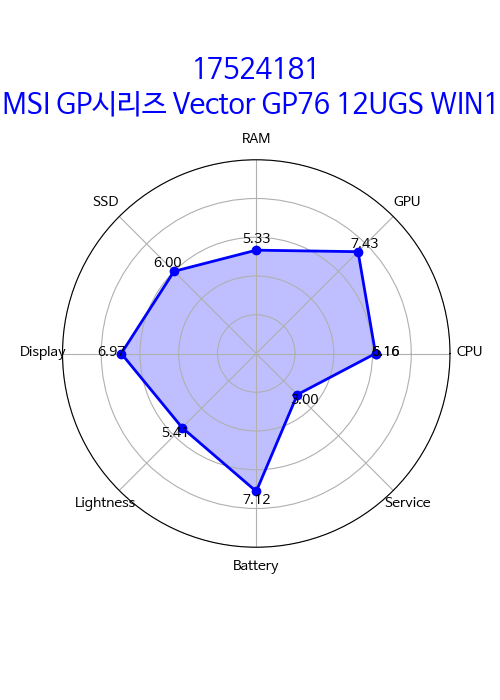 17524181
MSI GP시리즈 Vector GP76 12UGS WIN1
RAM
SSD
GPU
5.33
7.43
6.00
Display
6.97
6.16
CPU
5.41
3.00
Lightness
7.12
Service
Battery